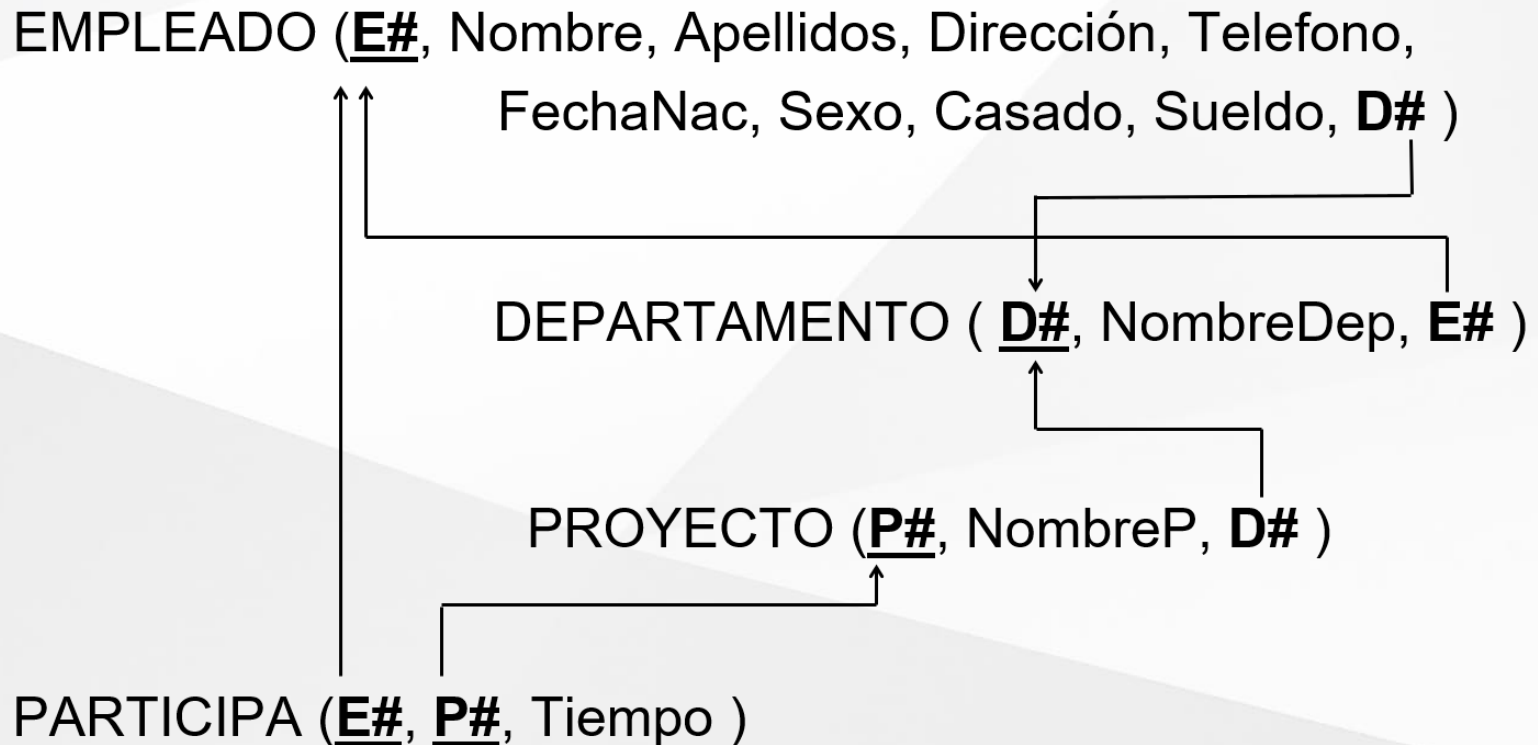 EMPLEADO (E#, Nombre, Apellidos, Dirección, Telefono,
FechaNac, Sexo, Casado, Sueldo, D# )
DEPARTAMENTO ( D#, NombreDep, E# )
PROYECTO (P#, NombreP, D# )
PARTICIPA (E#, P#, Tiempo )